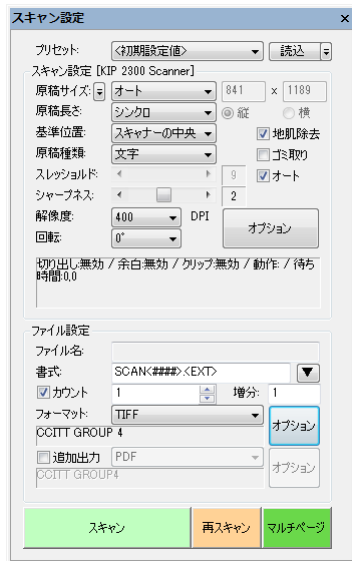 スキャン設定 ×
プリセット: <初期設定値> 読込
スキャン設定 [KIP 2300 Scanner]
原稿サイズ: オート 841 x 1189
原稿長さ: シンクロ 縦 横
基準位置: スキャナーの中央 地肌除去
原稿種類: 文字 ゴミ取り
スレッショルド: 9 オート
シャープネス: 2
解像度: 400 DPI
回転: 0° オプション
切り出し:無効 / 余白:無効 / クリップ:無効 / 動作: / 待ち
時間:0,0
ファイル設定
ファイル名:
書式: SCAN<####>.<EXT>
カウント 1 増分: 1
フォーマット: TIFF オプション
CCITT GROUP 4
追加出力 PDF オプション
CCITT GROUP4
スキャン 再スキャン マルチページ